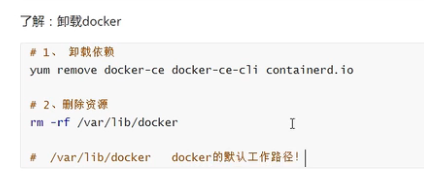 了解：卸载docker
# 1、 卸载依赖
yum remove docker-ce docker-ce-cli containerd.io
# 2、删除资源
rm -rf /var/lib/docker
# /var/lib/docker docker的默认工作路径！